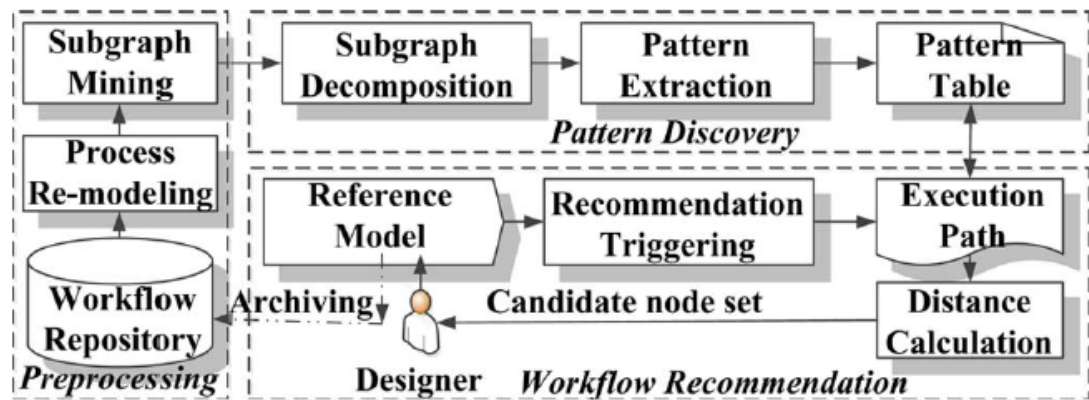 Subgraph
Mining
Process
Re-modeling
Workflow
Repository
Preprocessing
Subgraph
Decomposition
Pattern
Extraction
Pattern
Table
Pattern Discovery
Reference
Model
Recommendation
Triggering
Execution
Path
Archiving
Candidate node set
Distance
Calculation
Designer
Workflow Recommendation